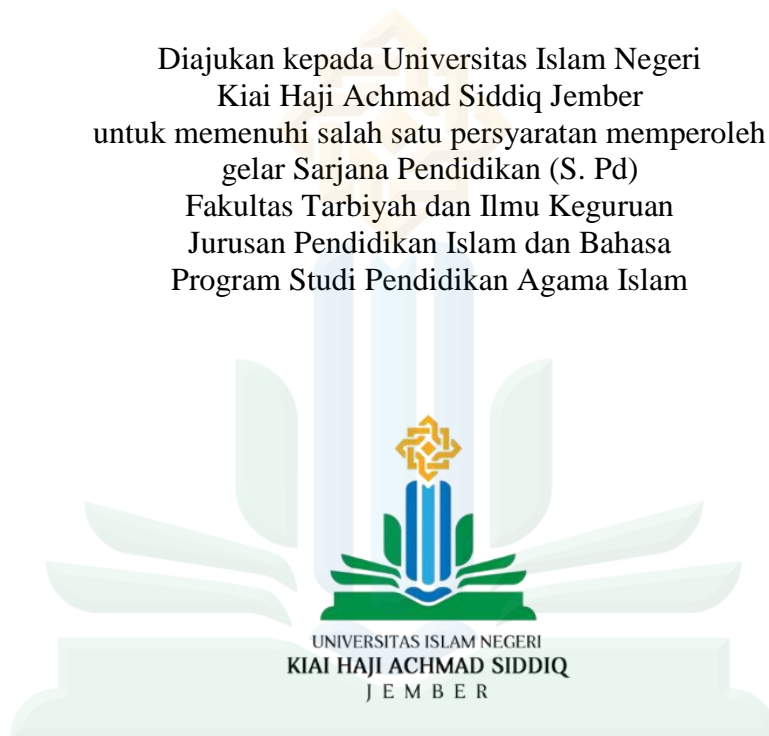 Diajukan kepada Universitas Islam Negeri
Kiai Haji Achmad Siddiq Jember
untuk memenuhi salah satu persyaratan memperoleh
gelar Sarjana Pendidikan (S. Pd)
Fakultas Tarbiyah dan Ilmu Keguruan
Jurusan Pendidikan Islam dan Bahasa
Program Studi Pendidikan Agama Islam
UNIVERSITAS ISLAM NEGERI
KIAI HAJI ACHMAD SIDDIQ
JEMBER